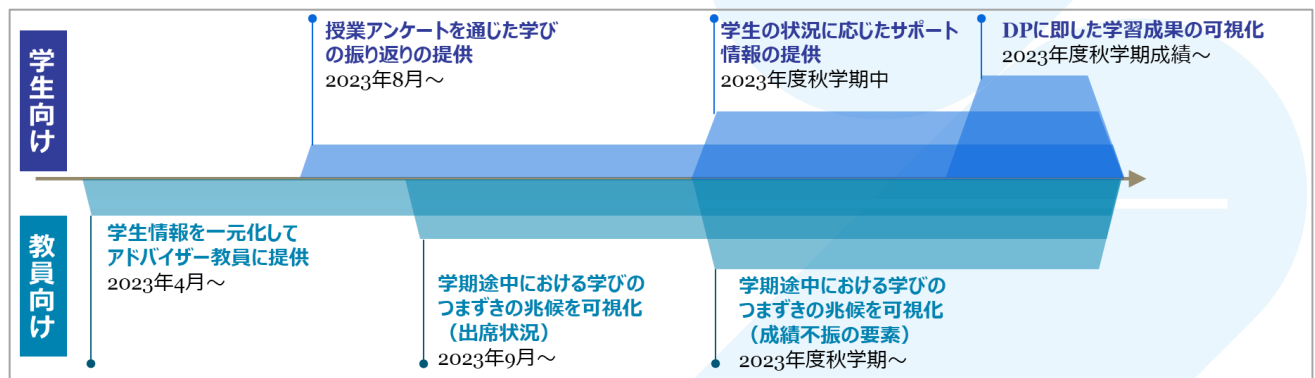 学生向け
授業アンケートを通じた学び
の振り返りの提供
2023年8月～
学生の状況に応じたサポート
情報の提供
2023年度秋学期中
DPに即した学習成果の可視化
2023年度秋学期成績～
教員向け
学生情報を一元化して
アドバイザー教員に提供
2023年4月～
学期途中における学びの
つまずきの兆候を可視化
（出席状況）
2023年9月～
学期途中における学びの
つまずきの兆候を可視化
（成績不振の要素）
2023年度秋学期～